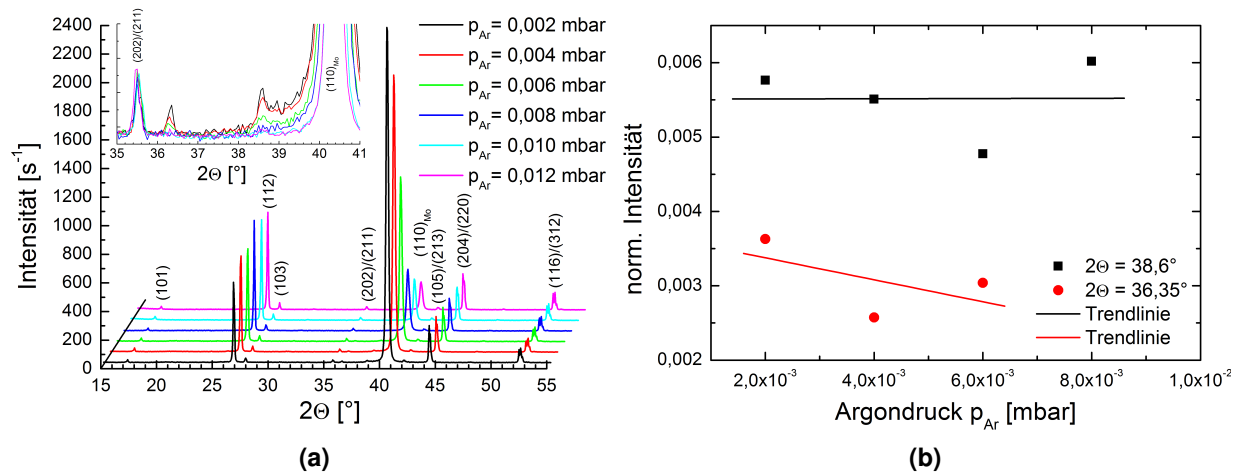 2400
2200
2000
1800
1600
1400
1200
1000
800
600
400
200
0
Intensität [s⁻¹]
15 20 25 30 35 40 45 50 55
2Θ [°]
(202)/(211)
(110)Mo
35 36 37 38 39 40 41
2Θ [°]
pAr= 0,002 mbar
pAr= 0,004 mbar
pAr= 0,006 mbar
pAr= 0,008 mbar
pAr= 0,010 mbar
pAr= 0,012 mbar
(101)
(112)
(103)
(202)/(211)
(110)Mo
(105)/(213)
(204)/(220)
(116)/(312)
(a)
0,006
0,005
0,004
0,003
0,002
norm. Intensität
2Θ = 38,6°
2Θ = 36,35°
Trendlinie
Trendlinie
2,0x10⁻³ 4,0x10⁻³ 6,0x10⁻³ 8,0x10⁻³ 1,0x10⁻²
Argondruck pAr [mbar]
(b)